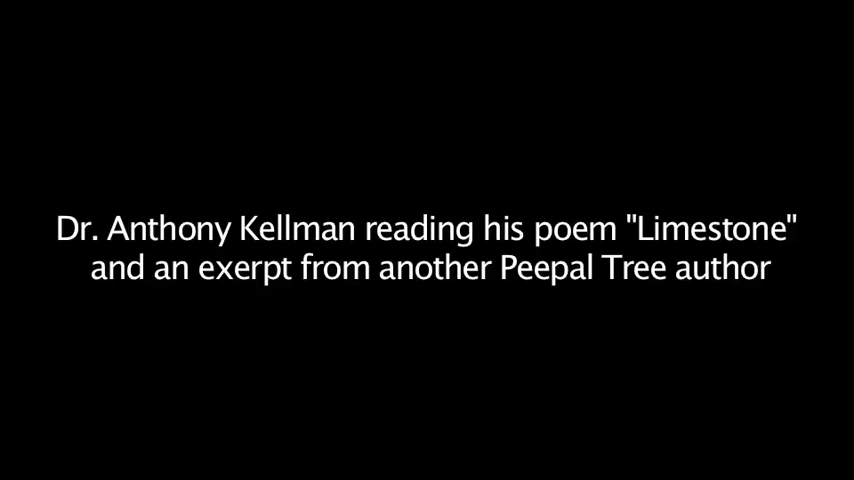 Dr. Anthony Kellman reading his poem "Limestone"
and an exerpt from another Peepal Tree author